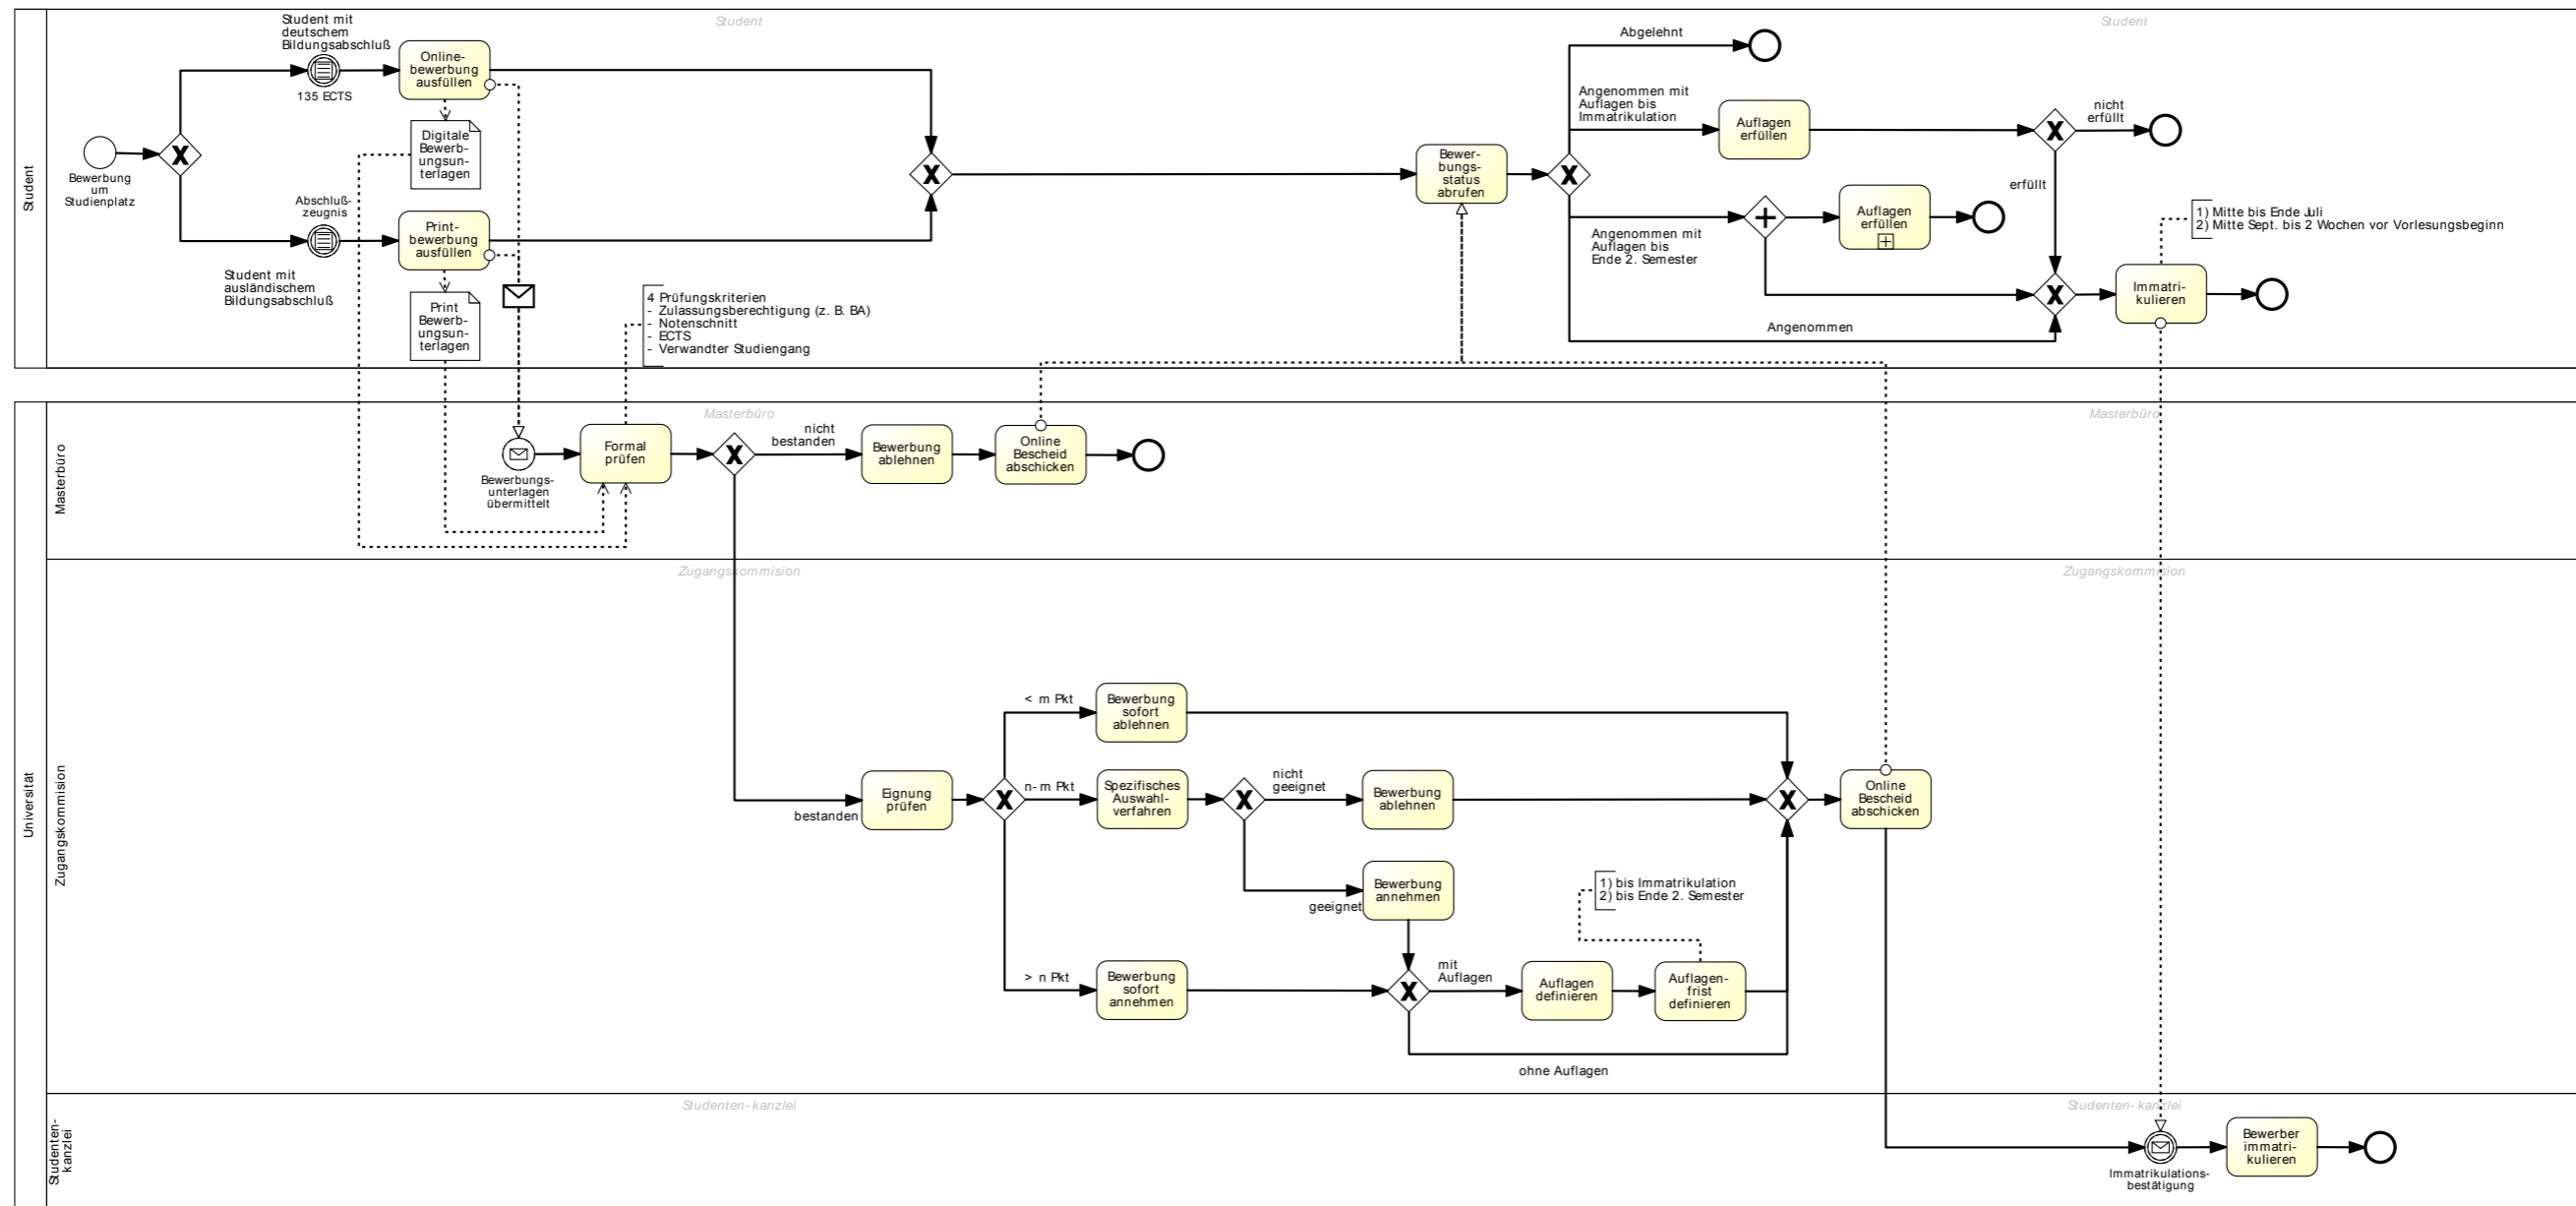 Student
Student
Student
Student mit
deutschem
Bildungsabschluß
135 ECTS
Online-
bewerbung
ausfüllen
Digitale
Bewerb-
ungsun-
terlagen
Bewerbung
um
Studienplatz
Abschluß-
zeugnis
Print-
bewerbung
ausfüllen
Student mit
ausländischem
Bildungsabschluß
Print
Bewerb-
ungsun-
terlagen
4 Prüfungskriterien
- Zulassungsberechtigung (z. B. BA)
- Notenschnitt
- ECTS
- Verwandter Studiengang
Bewer-
bungs-
status
abrufen
Abgelehnt
Angenommen mit
Auflagen bis
Immatrikulation
Auflagen
erfüllen
nicht
erfüllt
erfüllt
Angenommen mit
Auflagen bis
Ende 2. Semester
Auflagen
erfüllen
Angenommen
1) Mitte bis Ende Juli
2) Mitte Sept. bis 2 Wochen vor Vorlesungsbeginn
Immatri-
kulieren
Universität
Masterbüro
Masterbüro
Masterbüro
Bewerbungs-
unterlagen
übermittelt
Formal
prüfen
nicht
bestanden
Bewerbung
ablehnen
Online
Bescheid
abschicken
Zugangskommision
Zugangskommision
Zugangskommision
bestanden
Eignung
prüfen
< m Pkt
Bewerbung
sofort
ablehnen
n- m Pkt
Spezifisches
Auswahl-
verfahren
nicht
geeignet
Bewerbung
ablehnen
geeignet
Bewerbung
annehmen
> n Pkt
Bewerbung
sofort
annehmen
mit
Auflagen
Auflagen
definieren
1) bis Immatrikulation
2) bis Ende 2. Semester
Auflagen-
frist
definieren
ohne Auflagen
Online
Bescheid
abschicken
Studenten-
kanzlei
Studenten- kanzlei
Studenten- kanzlei
Immatrikulations-
bestätigung
Bewerber
immatri-
kulieren